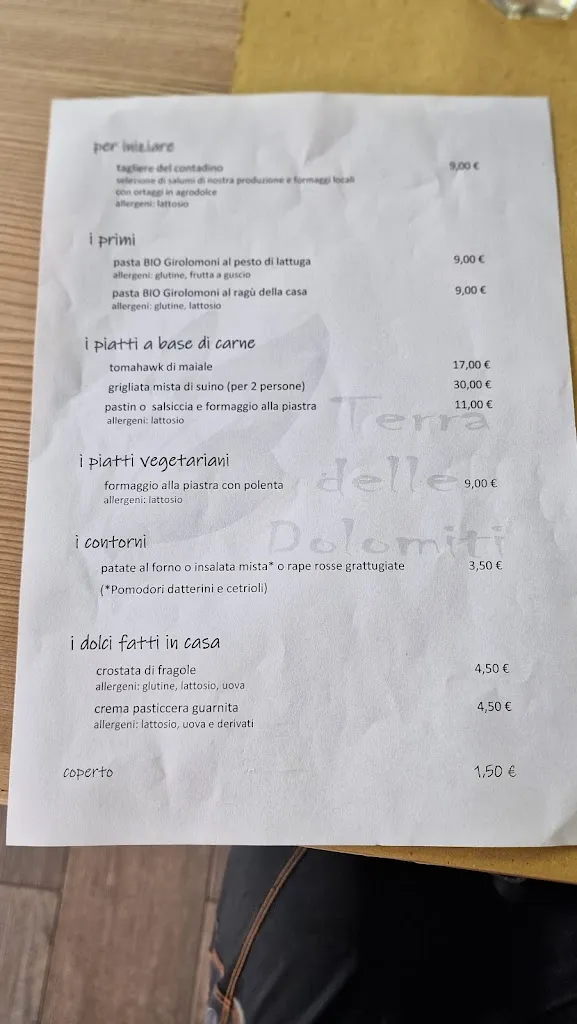 per iniziare
tagliere del contadino 9,00 €
selezione di salumi di nostra produzione e formaggi locali
con ortaggi in agrodolce
allergeni: lattosio
i primi
pasta BIO Girolomoni al pesto di lattuga 9,00 €
allergeni: glutine, frutta a guscio
pasta BIO Girolomoni al ragù della casa 9,00 €
allergeni: glutine, lattosio
i piatti a base di carne
tomahawk di maiale 17,00 €
grigliata mista di suino (per 2 persone) 30,00 €
pastin o salsiccia e formaggio alla piastra 11,00 €
allergeni: lattosio
Terra
delle
Dolomiti
i piatti vegetariani
formaggio alla piastra con polenta 9,00 €
allergeni: lattosio
i contorni
patate al forno o insalata mista* o rape rosse grattugiate 3,50 €
(*Pomodori datterini e cetrioli)
i dolci fatti in casa
crostata di fragole 4,50 €
allergeni: glutine, lattosio, uova
crema pasticcera guarnita 4,50 €
allergeni: lattosio, uova e derivati
coperto 1,50 €